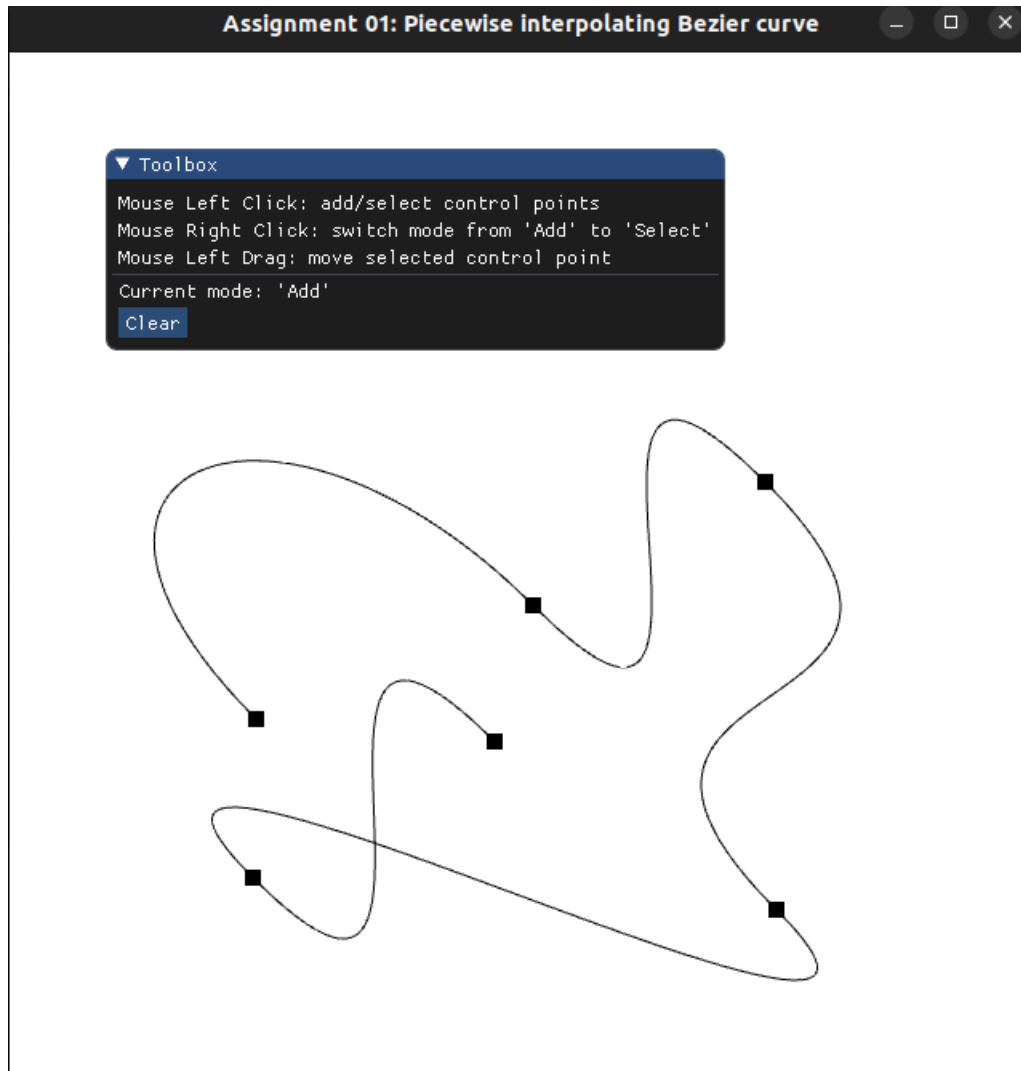 Assignment 01: Piecewise interpolating Bezier curve
Toolbox
Mouse Left Click: add/select control points
Mouse Right Click: switch mode from 'Add' to 'Select'
Mouse Left Drag: move selected control point
Current mode: 'Add'
Clear